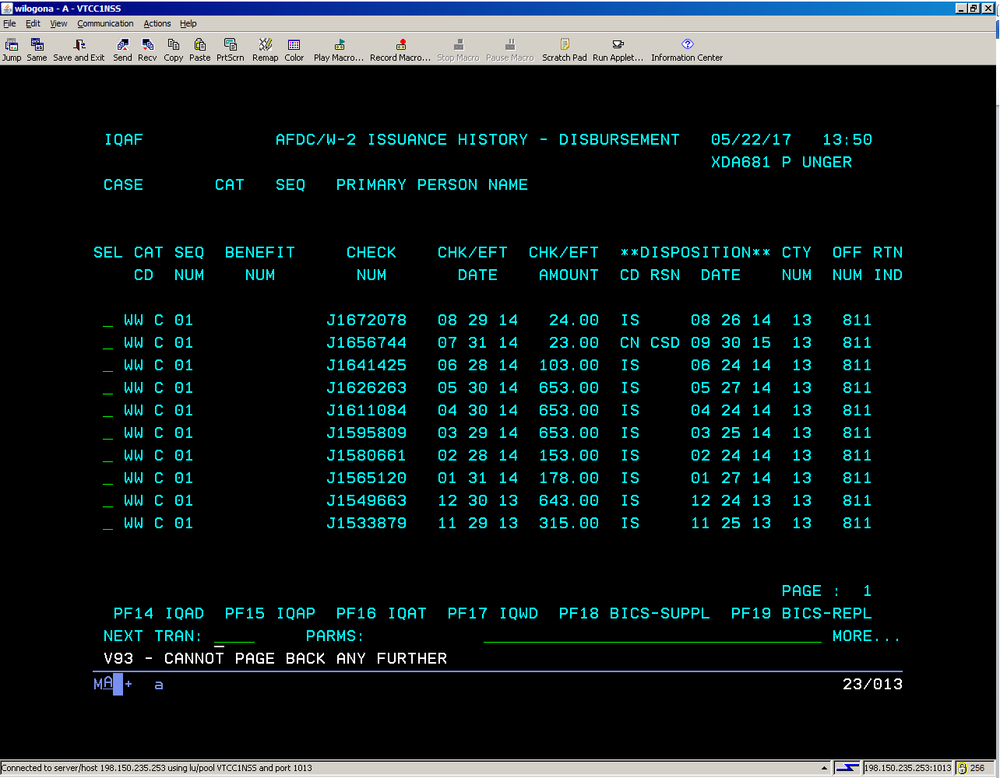 wilogona - A - VTCC1NSS
File Edit View Communication Actions Help
Jump Same Save and Exit Send Recv Copy Paste PrtScrn Remap Color Play Macro... Record Macro... Stop Macro Pause Macro Scratch Pad Run Applet... Information Center
IQAF AFDC/W-2 ISSUANCE HISTORY - DISBURSEMENT 05/22/17 13:50
XDA681 P UNGER
CASE CAT SEQ PRIMARY PERSON NAME
SEL CAT SEQ BENEFIT CHECK CHK/EFT CHK/EFT **DISPOSITION** CTY OFF RTN
CD NUM NUM NUM DATE AMOUNT CD RSN DATE NUM NUM IND
_ WW C 01 J1672078 08 29 14 24.00 IS 08 26 14 13 811
_ WW C 01 J1656744 07 31 14 23.00 CN CSD 09 30 15 13 811
_ WW C 01 J1641425 06 28 14 103.00 IS 06 24 14 13 811
_ WW C 01 J1626263 05 30 14 653.00 IS 05 27 14 13 811
_ WW C 01 J1611084 04 30 14 653.00 IS 04 24 14 13 811
_ WW C 01 J1595809 03 29 14 653.00 IS 03 25 14 13 811
_ WW C 01 J1580661 02 28 14 153.00 IS 02 24 14 13 811
_ WW C 01 J1565120 01 31 14 178.00 IS 01 27 14 13 811
_ WW C 01 J1549663 12 30 13 643.00 IS 12 24 13 13 811
_ WW C 01 J1533879 11 29 13 315.00 IS 11 25 13 13 811
PAGE : 1
PF14 IQAD PF15 IQAP PF16 IQAT PF17 IQWD PF18 BICS-SUPPL PF19 BICS-REPL
NEXT TRAN: ____ PARMS: MORE...
V93 - CANNOT PAGE BACK ANY FURTHER
MA + a 23/013
Connected to server/host 198.150.235.253 using lu/pool VTCC1NSS and port 1013 198.150.235.253:1013 256